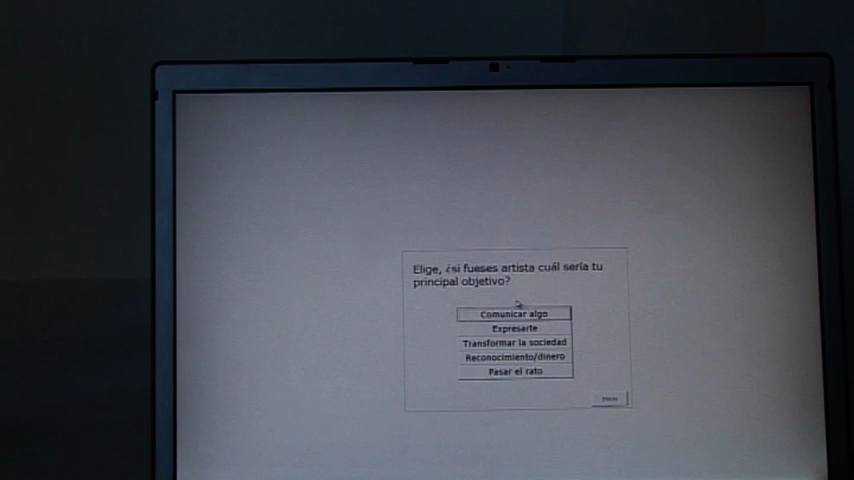 Elige, ¿si fueses artista cuál sería tu
principal objetivo?
Comunicar algo
Expresarte
Transformar la sociedad
Reconocimiento/dinero
Pasar el rato